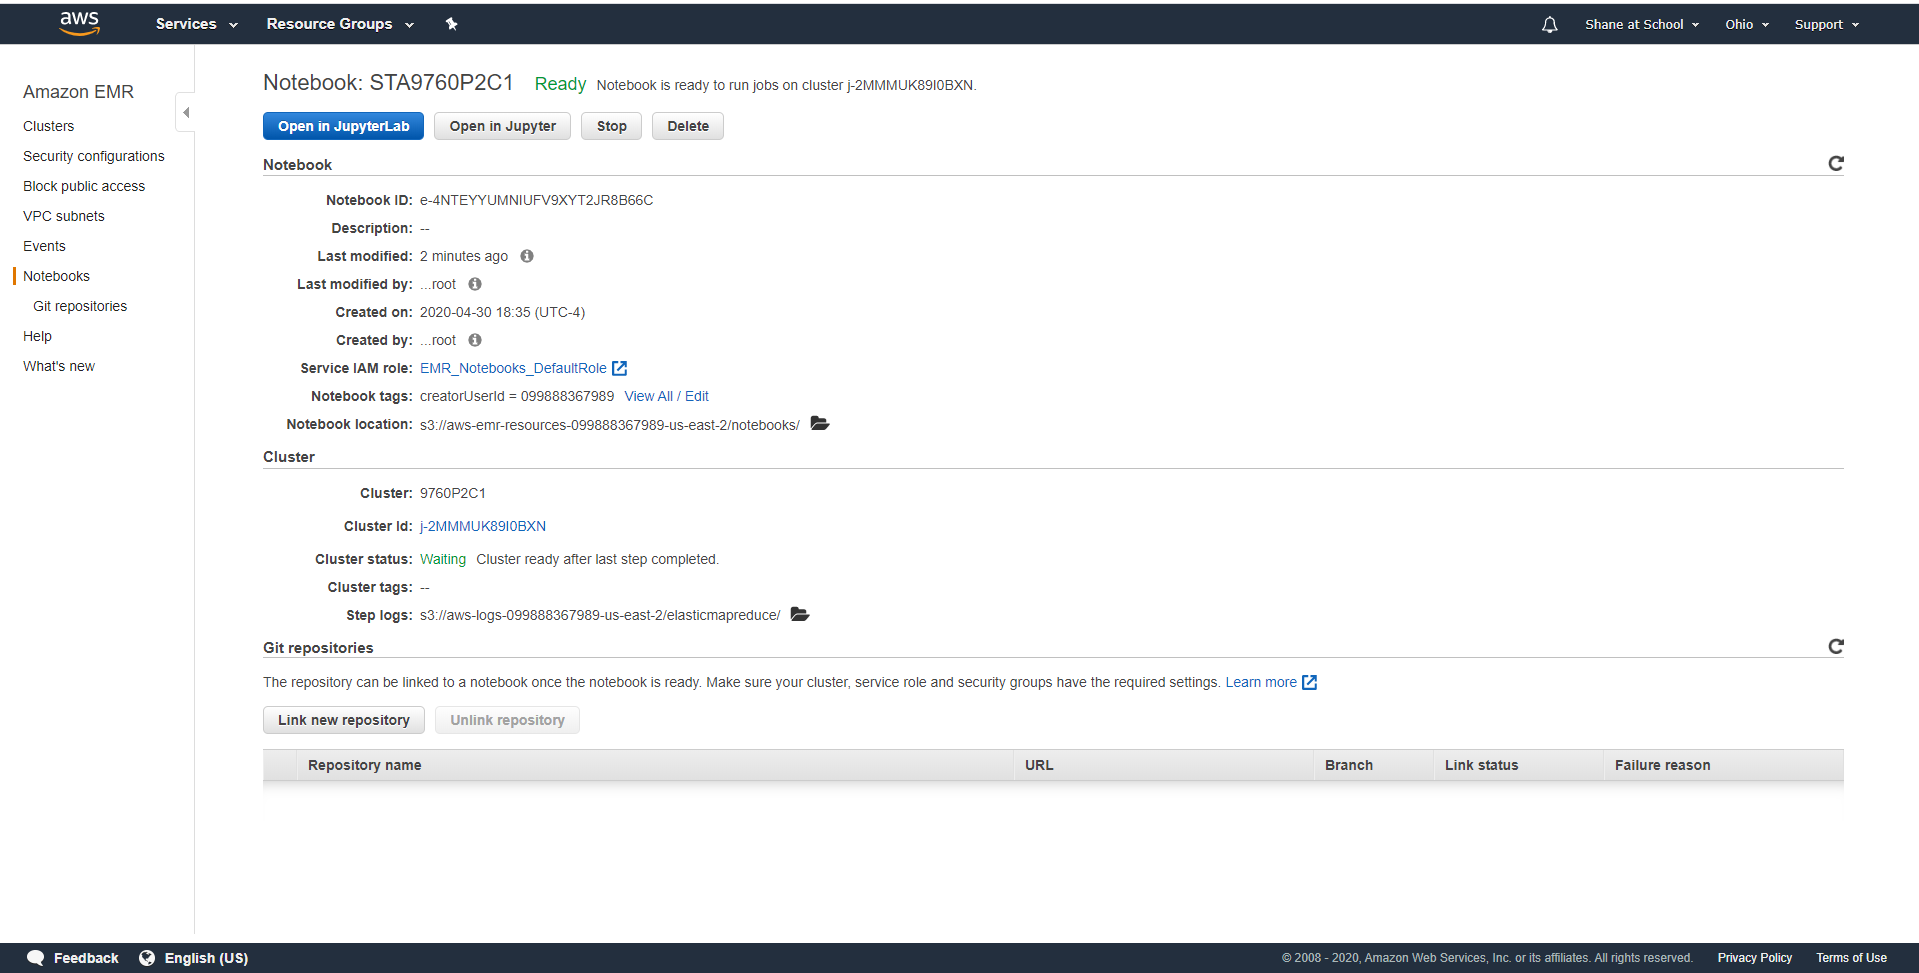 aws Services Resource Groups Shane at School Ohio Support
Amazon EMR
Clusters
Security configurations
Block public access
VPC subnets
Events
Notebooks
Git repositories
Help
What's new
Notebook: STA9760P2C1 Ready Notebook is ready to run jobs on cluster j-2MMMUK89I0BXN.
Open in JupyterLab Open in Jupyter Stop Delete
Notebook
Notebook ID: e-4NTEYYUMNIUFV9XYT2JR8B66C
Description: --
Last modified: 2 minutes ago
Last modified by: ...root
Created on: 2020-04-30 18:35 (UTC-4)
Created by: ...root
Service IAM role: EMR_Notebooks_DefaultRole
Notebook tags: creatorUserId = 099888367989 View All / Edit
Notebook location: s3://aws-emr-resources-099888367989-us-east-2/notebooks/
Cluster
Cluster: 9760P2C1
Cluster Id: j-2MMMUK89I0BXN
Cluster status: Waiting Cluster ready after last step completed.
Cluster tags: --
Step logs: s3://aws-logs-099888367989-us-east-2/elasticmapreduce/
Git repositories
The repository can be linked to a notebook once the notebook is ready. Make sure your cluster, service role and security groups have the required settings. Learn more
Link new repository Unlink repository
Repository name URL Branch Link status Failure reason
Feedback English (US) © 2008 - 2020, Amazon Web Services, Inc. or its affiliates. All rights reserved. Privacy Policy Terms of Use